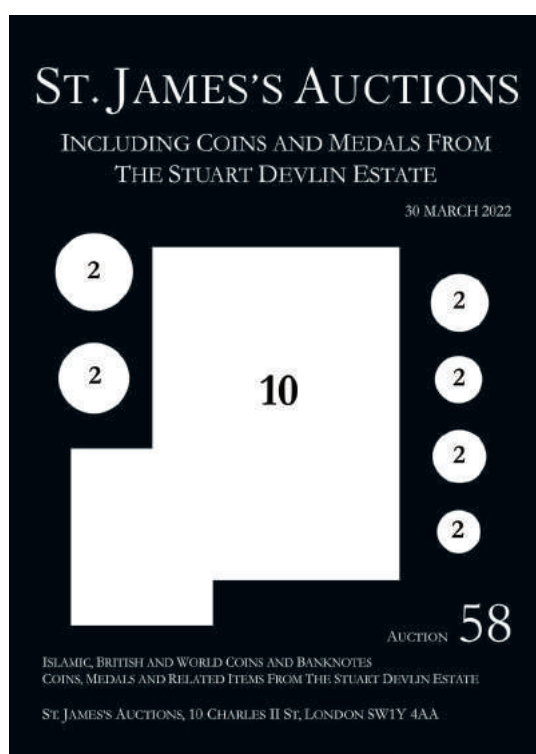 ST. JAMES'S AUCTIONS
INCLUDING COINS AND MEDALS FROM
THE STUART DEVLIN ESTATE
30 MARCH 2022
2
2
10
2
2
2
2
AUCTION 58
ISLAMIC, BRITISH AND WORLD COINS AND BANKNOTES
COINS, MEDALS AND RELATED ITEMS FROM THE STUART DEVLIN ESTATE
ST. JAMES'S AUCTIONS, 10 CHARLES II ST, LONDON SW1Y 4AA